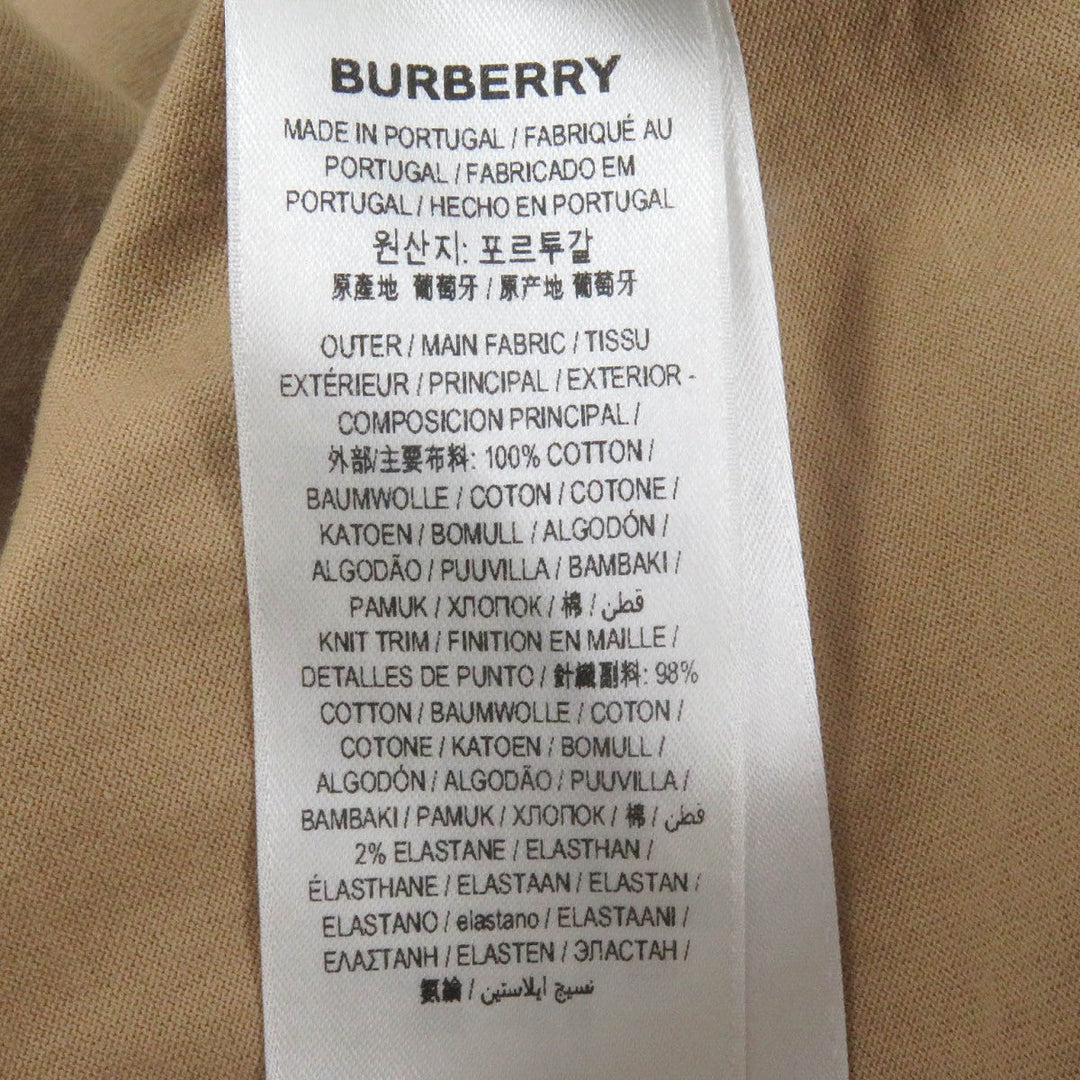 BURBERRY
MADE IN PORTUGAL / FABRIQUÉ AU
PORTUGAL / FABRICADO EM
PORTUGAL / HECHO EN PORTUGAL
원산지: 포르투갈
原產地 葡萄牙 / 原产地 葡萄牙
OUTER / MAIN FABRIC / TISSU
EXTÉRIEUR / PRINCIPAL / EXTERIOR -
COMPOSICION PRINCIPAL /
外部/主要布料: 100% COTTON /
BAUMWOLLE / COTON / COTONE /
KATOEN / BOMULL / ALGODÓN /
ALGODÃO / PUUVILLA / BAMBAKI /
PAMUK / ХЛОПОК / 棉 / قطن
KNIT TRIM / FINITION EN MAILLE /
DETALLES DE PUNTO / 針織副料: 98%
COTTON / BAUMWOLLE / COTON /
COTONE / KATOEN / BOMULL /
ALGODÓN / ALGODÃO / PUUVILLA /
BAMBAKI / PAMUK / ХЛОПОК / 棉 / قطن
2% ELASTANE / ELASTHAN /
ÉLASTHANE / ELASTAAN / ELASTAN /
ELASTANO / elastano / ELASTAANI /
ΕΛΑΣΤΑΝΗ / ELASTEN / ЭЛАСТАН /
氨綸 / نسيج ايلاستين